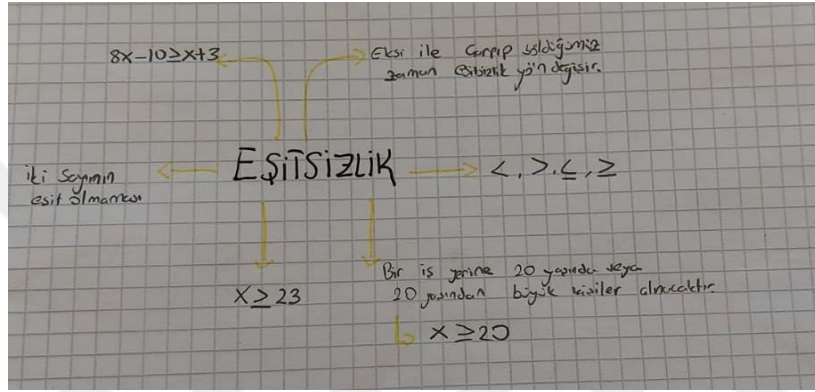 8x-10≥x+3
Eksi ile Çarpıp böldüğümüz
zaman eşitsizlik yön değişir.
EŞİTSİZLİK
İki sayının
eşit olmaması
<, >, ≤, ≥
x ≥ 23
Bir iş yerine 20 yaşında veya
20 yaşından büyük kişiler alınacaktır.
x ≥20